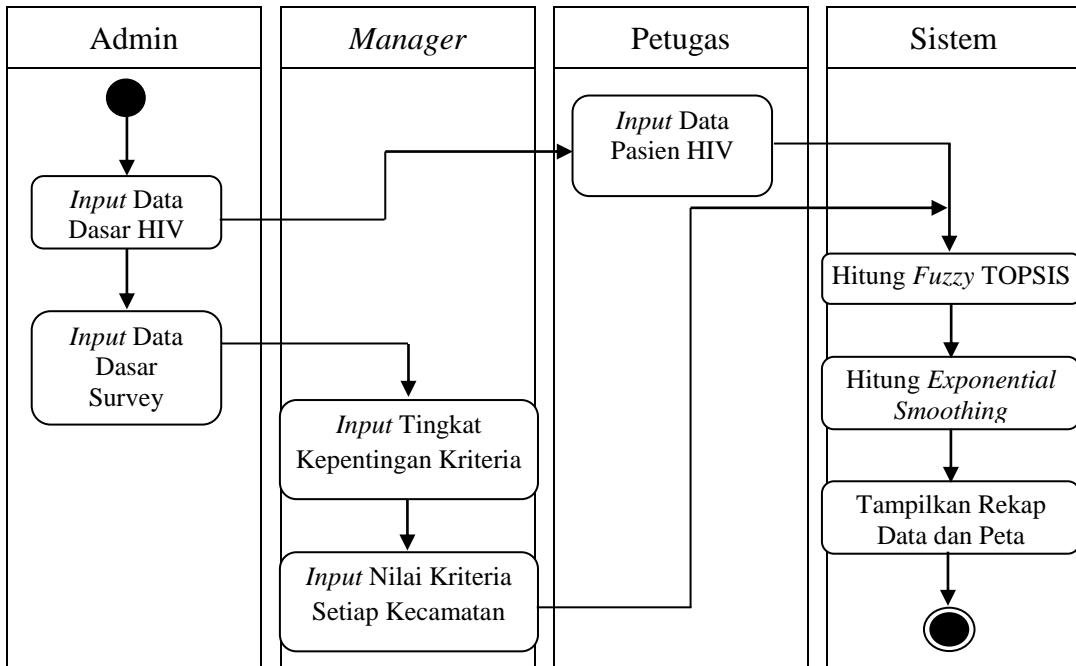 Admin
Manager
Petugas
Sistem
Input Data
Dasar HIV
Input Data
Dasar
Survey
Input Tingkat
Kepentingan Kriteria
Input Nilai Kriteria
Setiap Kecamatan
Input Data
Pasien HIV
Hitung Fuzzy TOPSIS
Hitung Exponential
Smoothing
Tampilkan Rekap
Data dan Peta